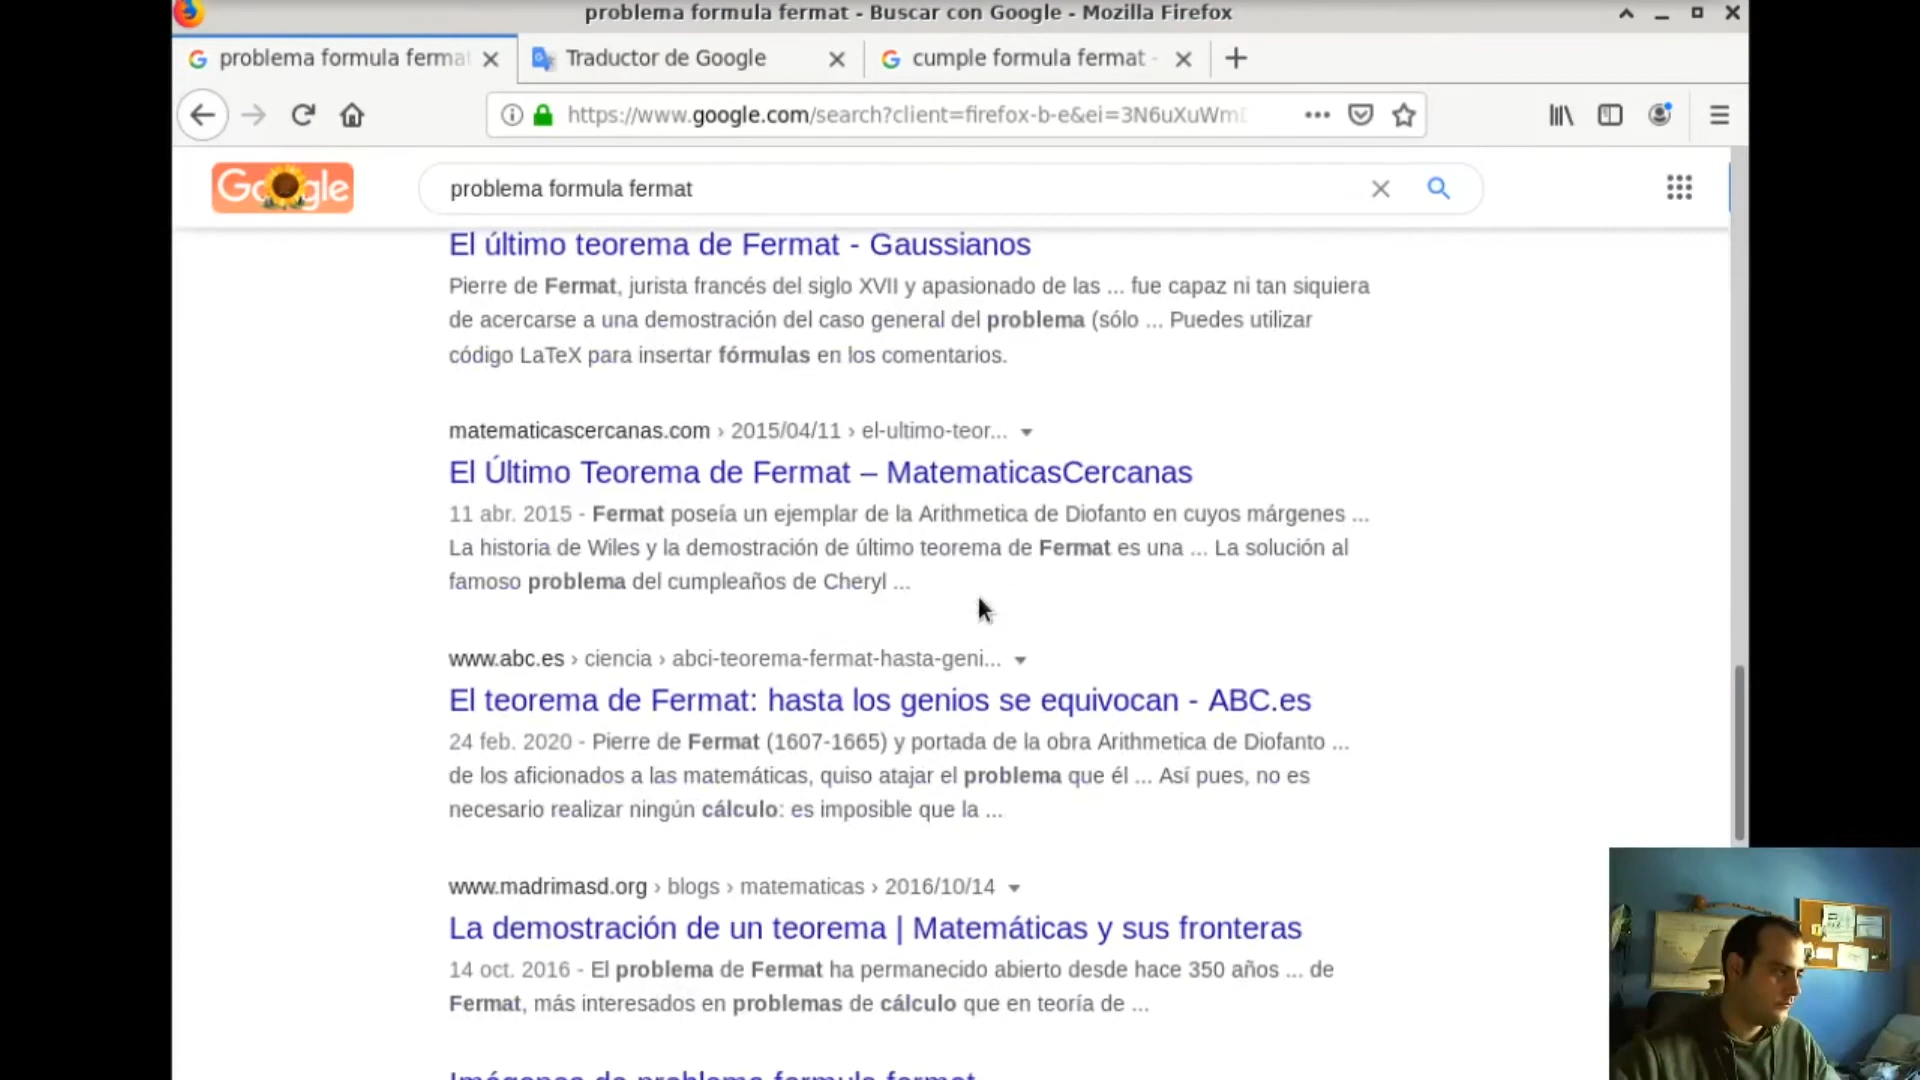 problema formula fermat - Buscar con Google - Mozilla Firefox
problema formula fermat
Traductor de Google
cumple formula fermat -
https://www.google.com/search?client=firefox-b-e&ei=3N6uXuWm
Google
problema formula fermat
El último teorema de Fermat - Gaussianos
Pierre de Fermat, jurista francés del siglo XVII y apasionado de las ... fue capaz ni tan siquiera
de acercarse a una demostración del caso general del problema (sólo ... Puedes utilizar
código LaTeX para insertar fórmulas en los comentarios.
matematicascercanas.com › 2015/04/11 › el-ultimo-teor...
El Último Teorema de Fermat – MatematicasCercanas
11 abr. 2015 - Fermat poseía un ejemplar de la Arithmetica de Diofanto en cuyos márgenes ...
La historia de Wiles y la demostración de último teorema de Fermat es una ... La solución al
famoso problema del cumpleaños de Cheryl ...
www.abc.es › ciencia › abci-teorema-fermat-hasta-geni...
El teorema de Fermat: hasta los genios se equivocan - ABC.es
24 feb. 2020 - Pierre de Fermat (1607-1665) y portada de la obra Arithmetica de Diofanto ...
de los aficionados a las matemáticas, quiso atajar el problema que él ... Así pues, no es
necesario realizar ningún cálculo: es imposible que la ...
www.madrimasd.org › blogs › matematicas › 2016/10/14
La demostración de un teorema | Matemáticas y sus fronteras
14 oct. 2016 - El problema de Fermat ha permanecido abierto desde hace 350 años ... de
Fermat, más interesados en problemas de cálculo que en teoría de ...
Imágenes de problema formula fermat